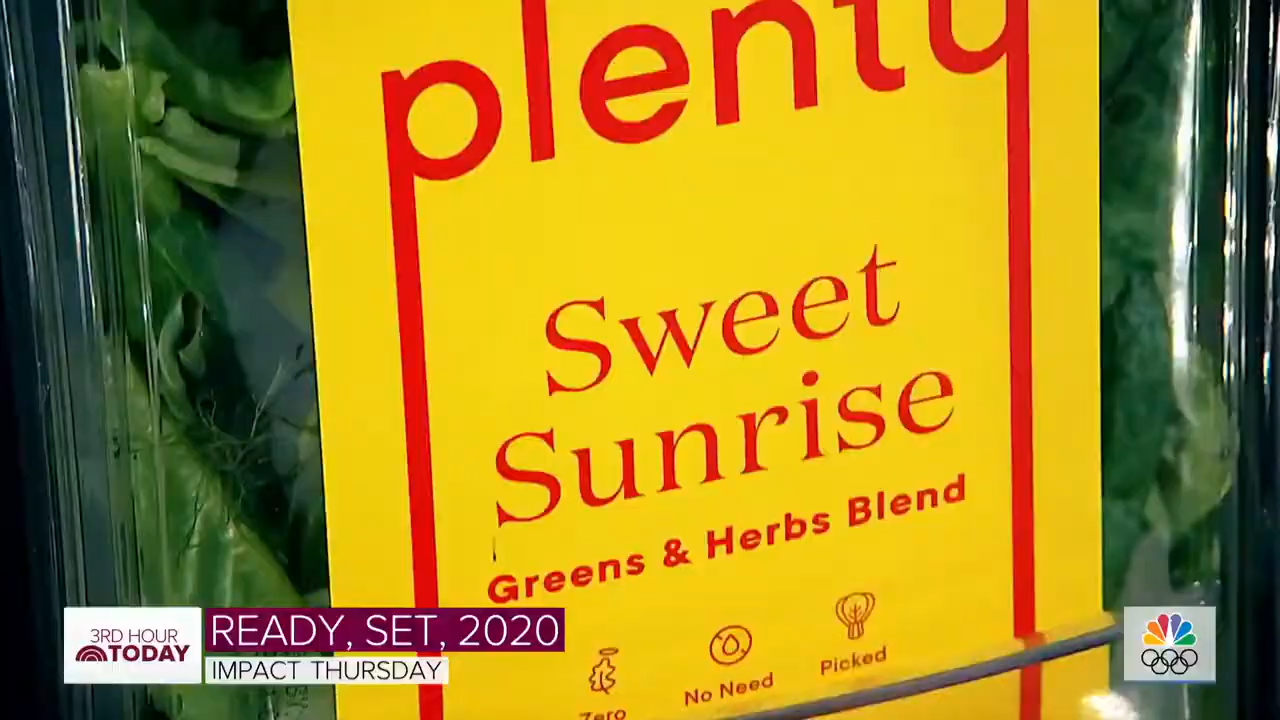 plenty
Sweet
Sunrise
Greens & Herbs Blend
Zero
No Need
Picked
3RD HOUR
TODAY
READY, SET, 2020
IMPACT THURSDAY